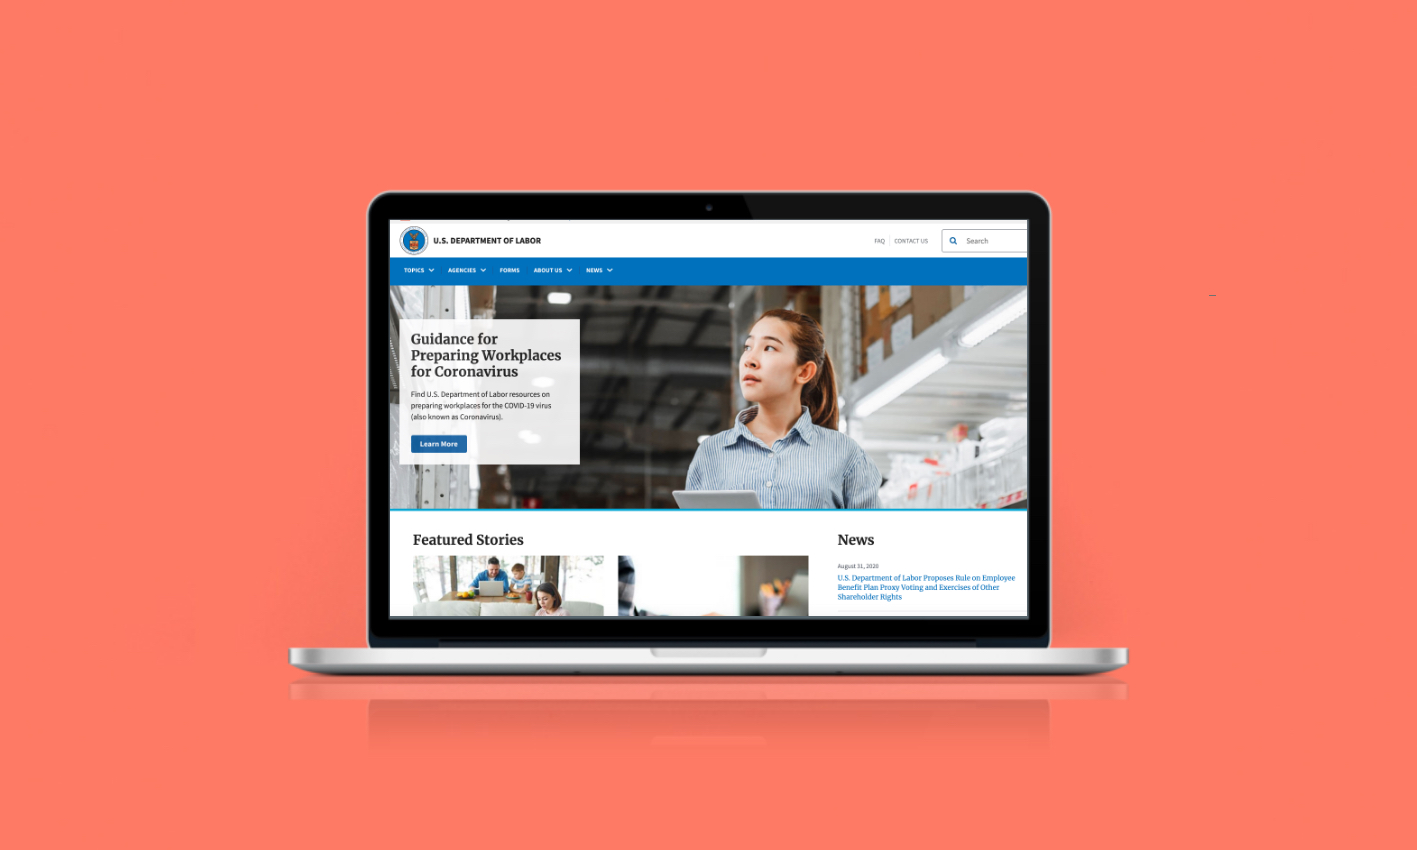 U.S. DEPARTMENT OF LABOR
FAQ
CONTACT US
Search
TOPICS
AGENCIES
FORMS
ABOUT US
NEWS
Guidance for
Preparing Workplaces
for Coronavirus
Find U.S. Department of Labor resources on
preparing workplaces for the COVID-19 virus
(also known as Coronavirus).
Learn More
Featured Stories
News
August 31, 2020
U.S. Department of Labor Proposes Rule on Employee
Benefit Plan Proxy Voting and Exercises of Other
Shareholder Rights